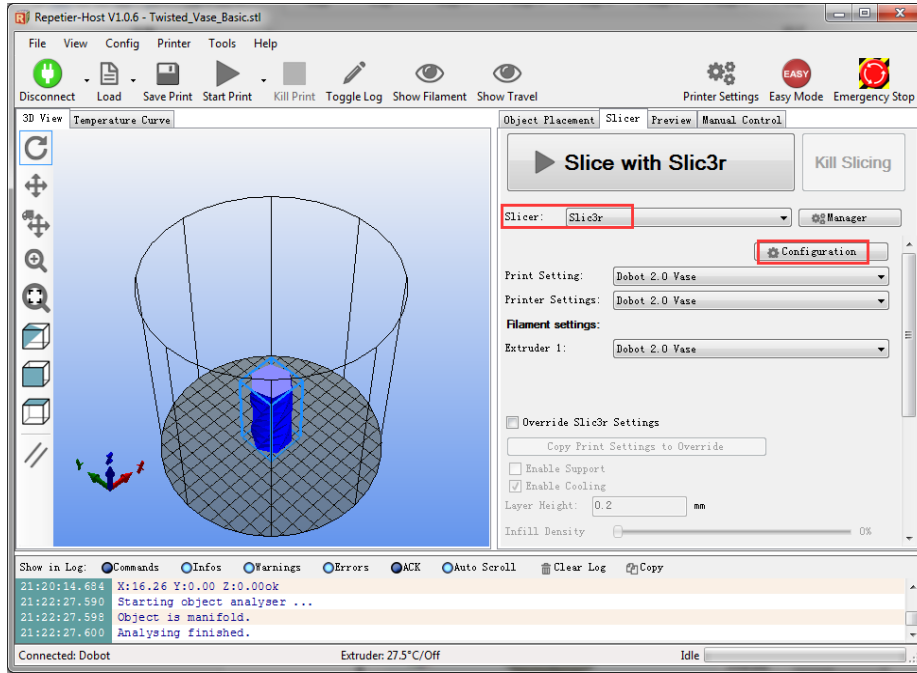 Repetier-Host V1.0.6 - Twisted_Vase_Basic.stl
File View Config Printer Tools Help
Disconnect Load Save Print Start Print Kill Print Toggle Log Show Filament Show Travel Printer Settings Easy Mode Emergency Stop
EASY
3D View Temperature Curve
Object Placement Slicer Preview Manual Control
Slice with Slic3r Kill Slicing
Slicer: Slic3r Manager
Configuration
Print Setting: Dobot 2.0 Vase
Printer Settings: Dobot 2.0 Vase
Filament settings:
Extruder 1: Dobot 2.0 Vase
Override Slic3r Settings
Copy Print Settings to Override
Enable Support
Enable Cooling
Layer Height: 0.2 mm
Infill Density 0%
Show in Log: Commands Infos Warnings Errors ACK Auto Scroll Clear Log Copy
21:20:14.684 X:16.26 Y:0.00 Z:0.00ok
21:22:27.590 Starting object analyser ...
21:22:27.598 Object is manifold.
21:22:27.600 Analysing finished.
Connected: Dobot Extruder: 27.5°C/Off Idle